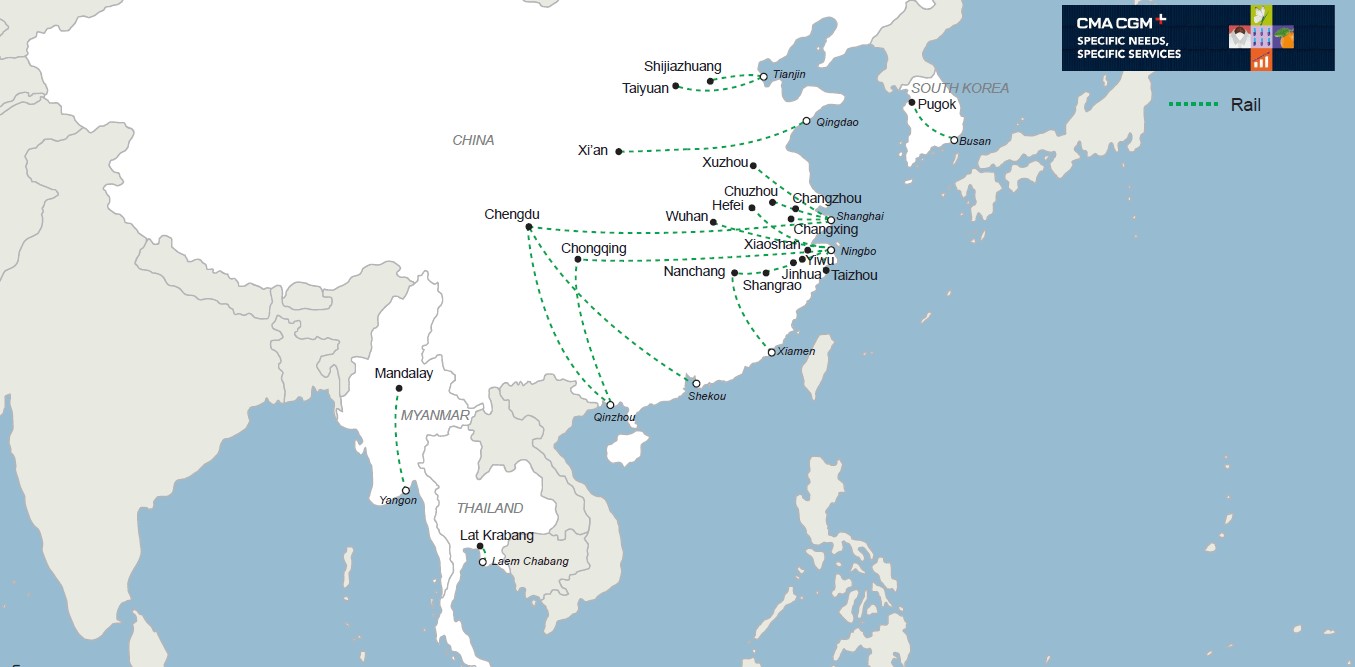 CMA CGM
SPECIFIC NEEDS,
SPECIFIC SERVICES
Rail
Shijiazhuang
Tianjin
Taiyuan
SOUTH KOREA
Pugok
Busan
CHINA
Qingdao
Xi'an
Xuzhou
Chuzhou
Changzhou
Hefei
Chengdu
Wuhan
Shanghai
Changxing
Chongqing
Xiaoshan
Ningbo
Yiwu
Nanchang
Jinhua
Taizhou
Shangrao
Xiamen
Mandalay
Shekou
MYANMAR
Qinzhou
Yangon
THAILAND
Lat Krabang
Laem Chabang